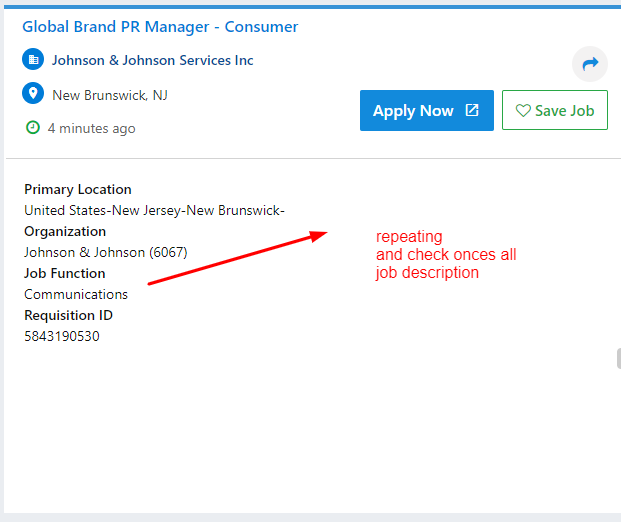 Global Brand PR Manager - Consumer
Johnson & Johnson Services Inc
New Brunswick, NJ
4 minutes ago
Apply Now
Save Job
Primary Location
United States-New Jersey-New Brunswick-
Organization
Johnson & Johnson (6067)
Job Function
Communications
Requisition ID
5843190530
repeating
and check onces all
job description